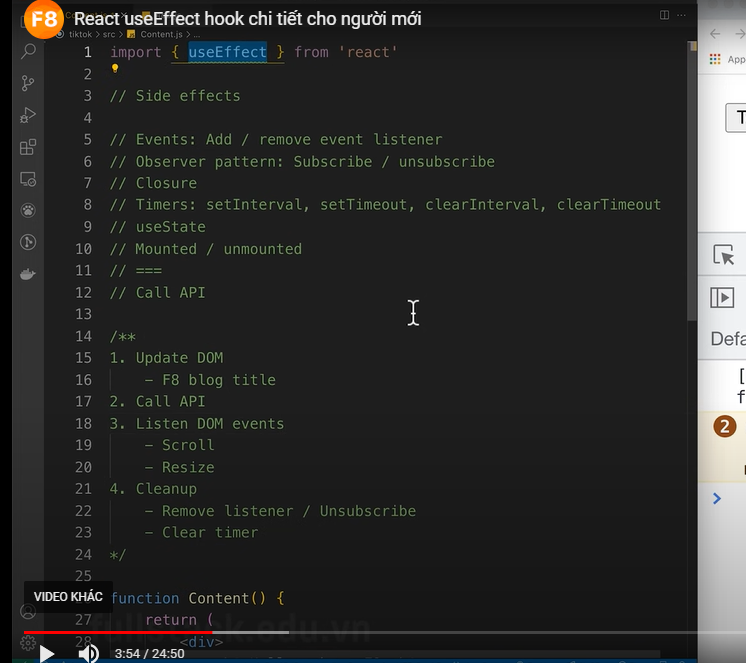 F8 React useEffect hook chi tiết cho người mới
tiktok > src > Content.js > ...
1 import { useEffect } from 'react'
2
3 // Side effects
4
5 // Events: Add / remove event listener
6 // Observer pattern: Subscribe / unsubscribe
7 // Closure
8 // Timers: setInterval, setTimeout, clearInterval, clearTimeout
9 // useState
10 // Mounted / unmounted
11 // ===
12 // Call API
13
14 /**
15 1. Update DOM
16 - F8 blog title
17 2. Call API
18 3. Listen DOM events
19 - Scroll
20 - Resize
21 4. Cleanup
22 - Remove listener / Unsubscribe
23 - Clear timer
24 */
25
function Content() {
27 return (
28 <div>
VIDEO KHÁC
fullstack.edu.vn
3:54 / 24:50
App
T
Defa
[
f
2
>